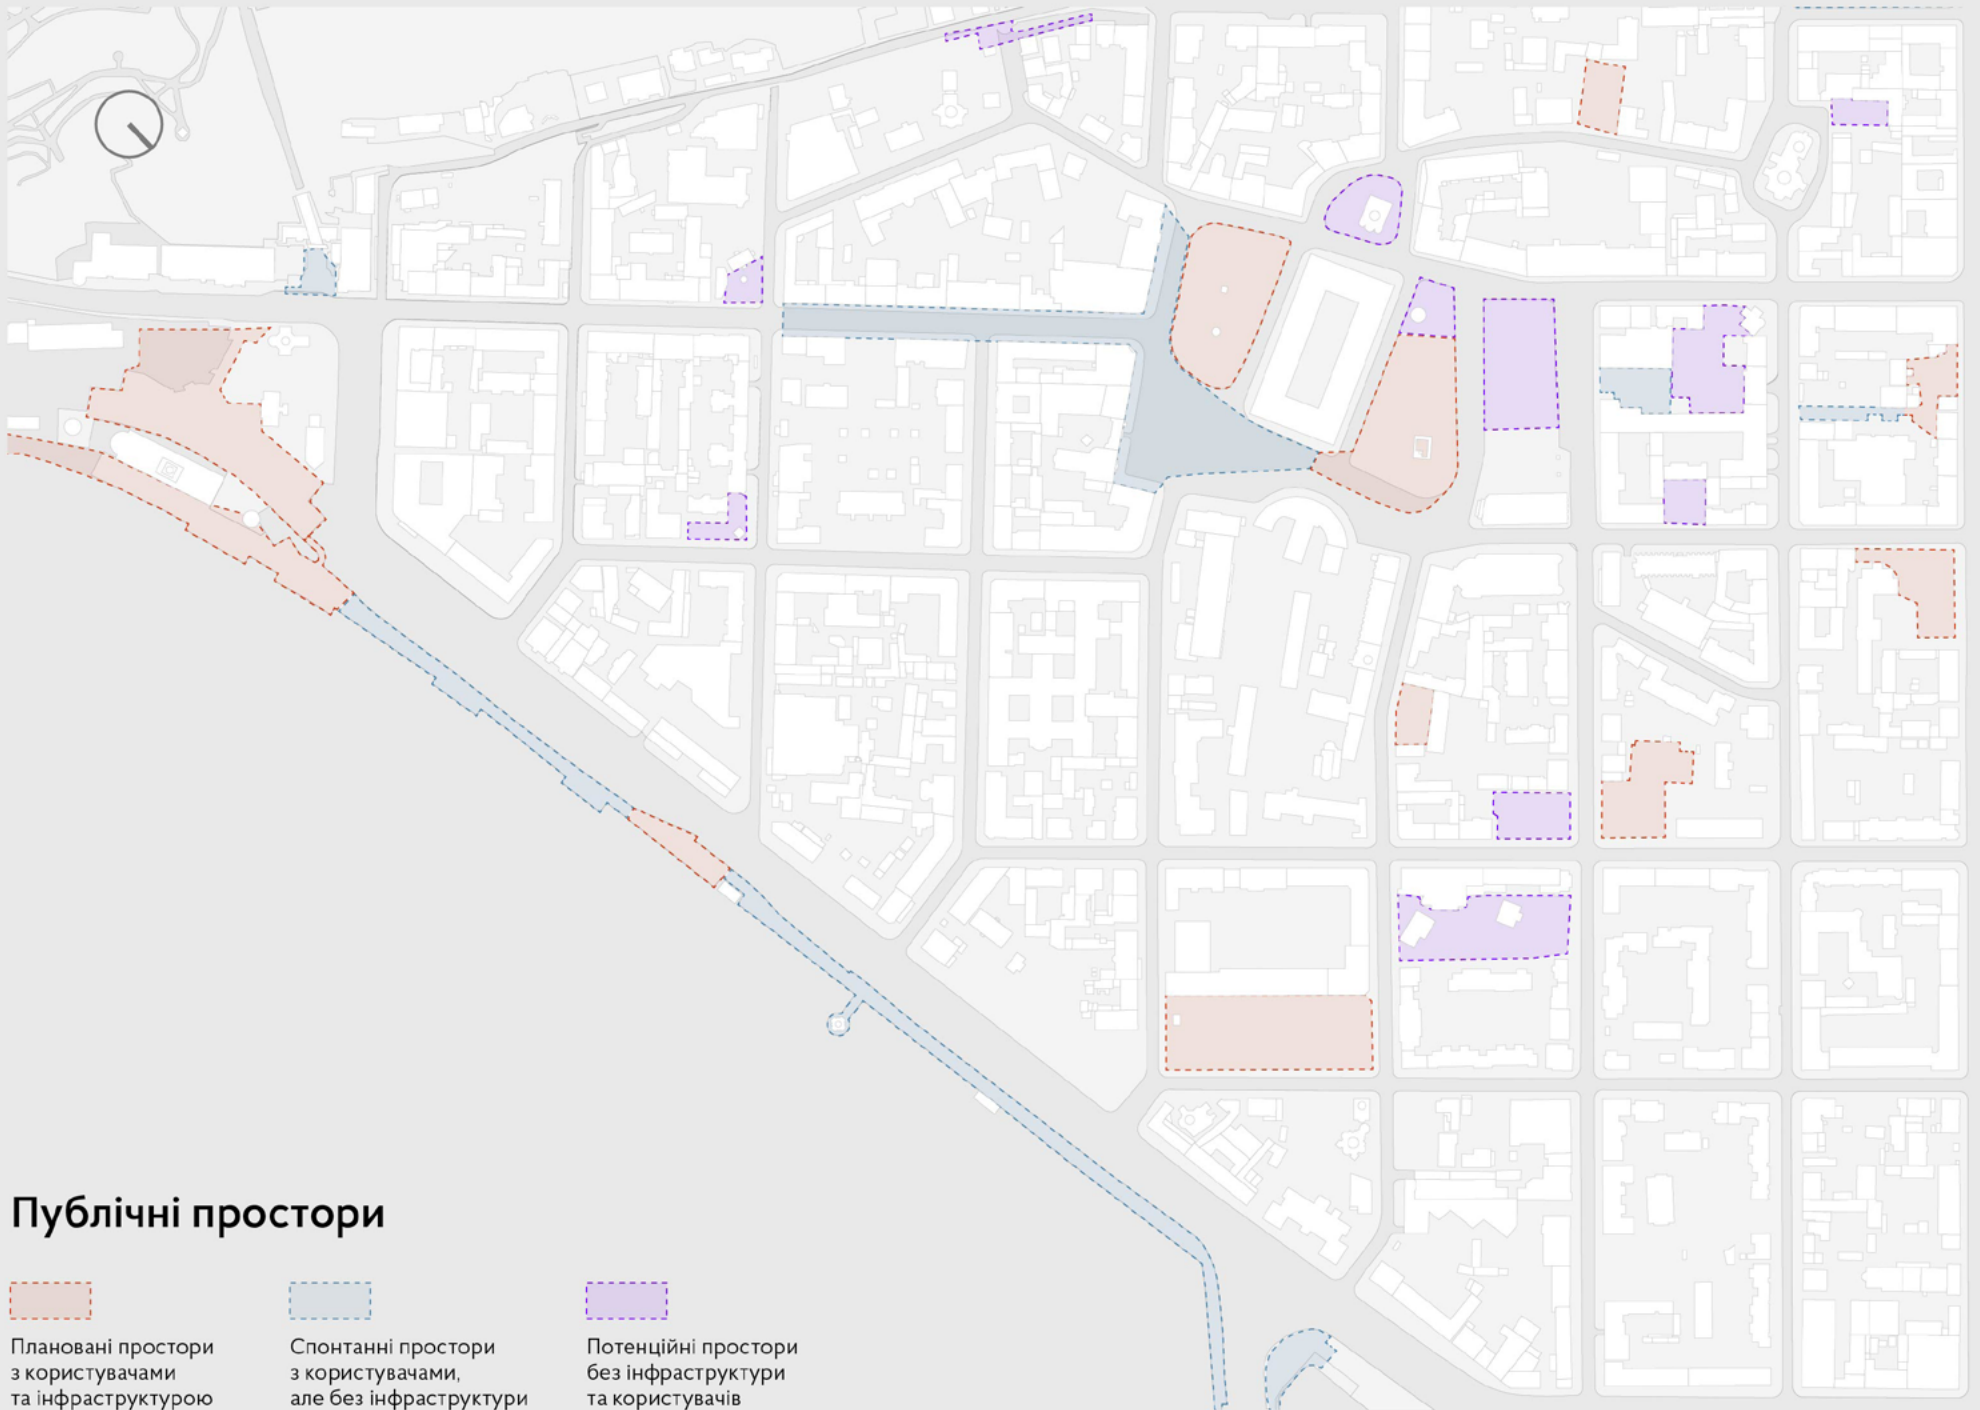 Публічні простори
Плановані простори
з користувачами
та інфраструктурою
Спонтанні простори
з користувачами,
але без інфраструктури
Потенційні простори
без інфраструктури
та користувачів